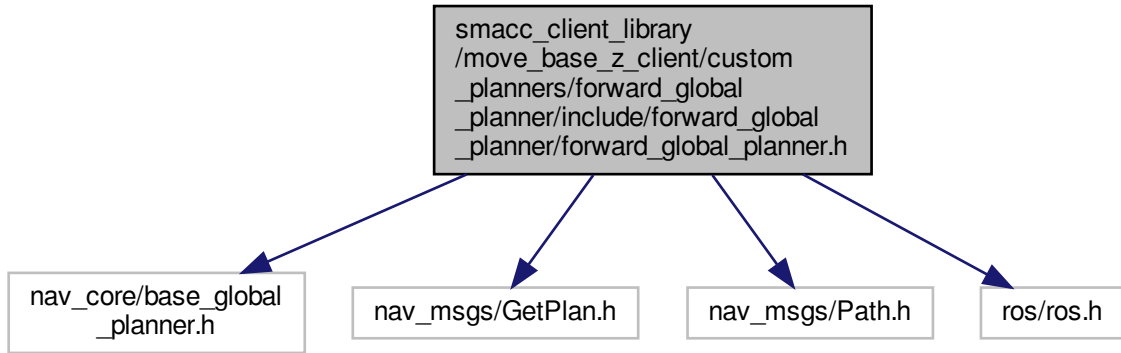 smacc_client_library
/move_base_z_client/custom
_planners/forward_global
_planner/include/forward_global
_planner/forward_global_planner.h
nav_core/base_global
_planner.h
nav_msgs/GetPlan.h
nav_msgs/Path.h
ros/ros.h